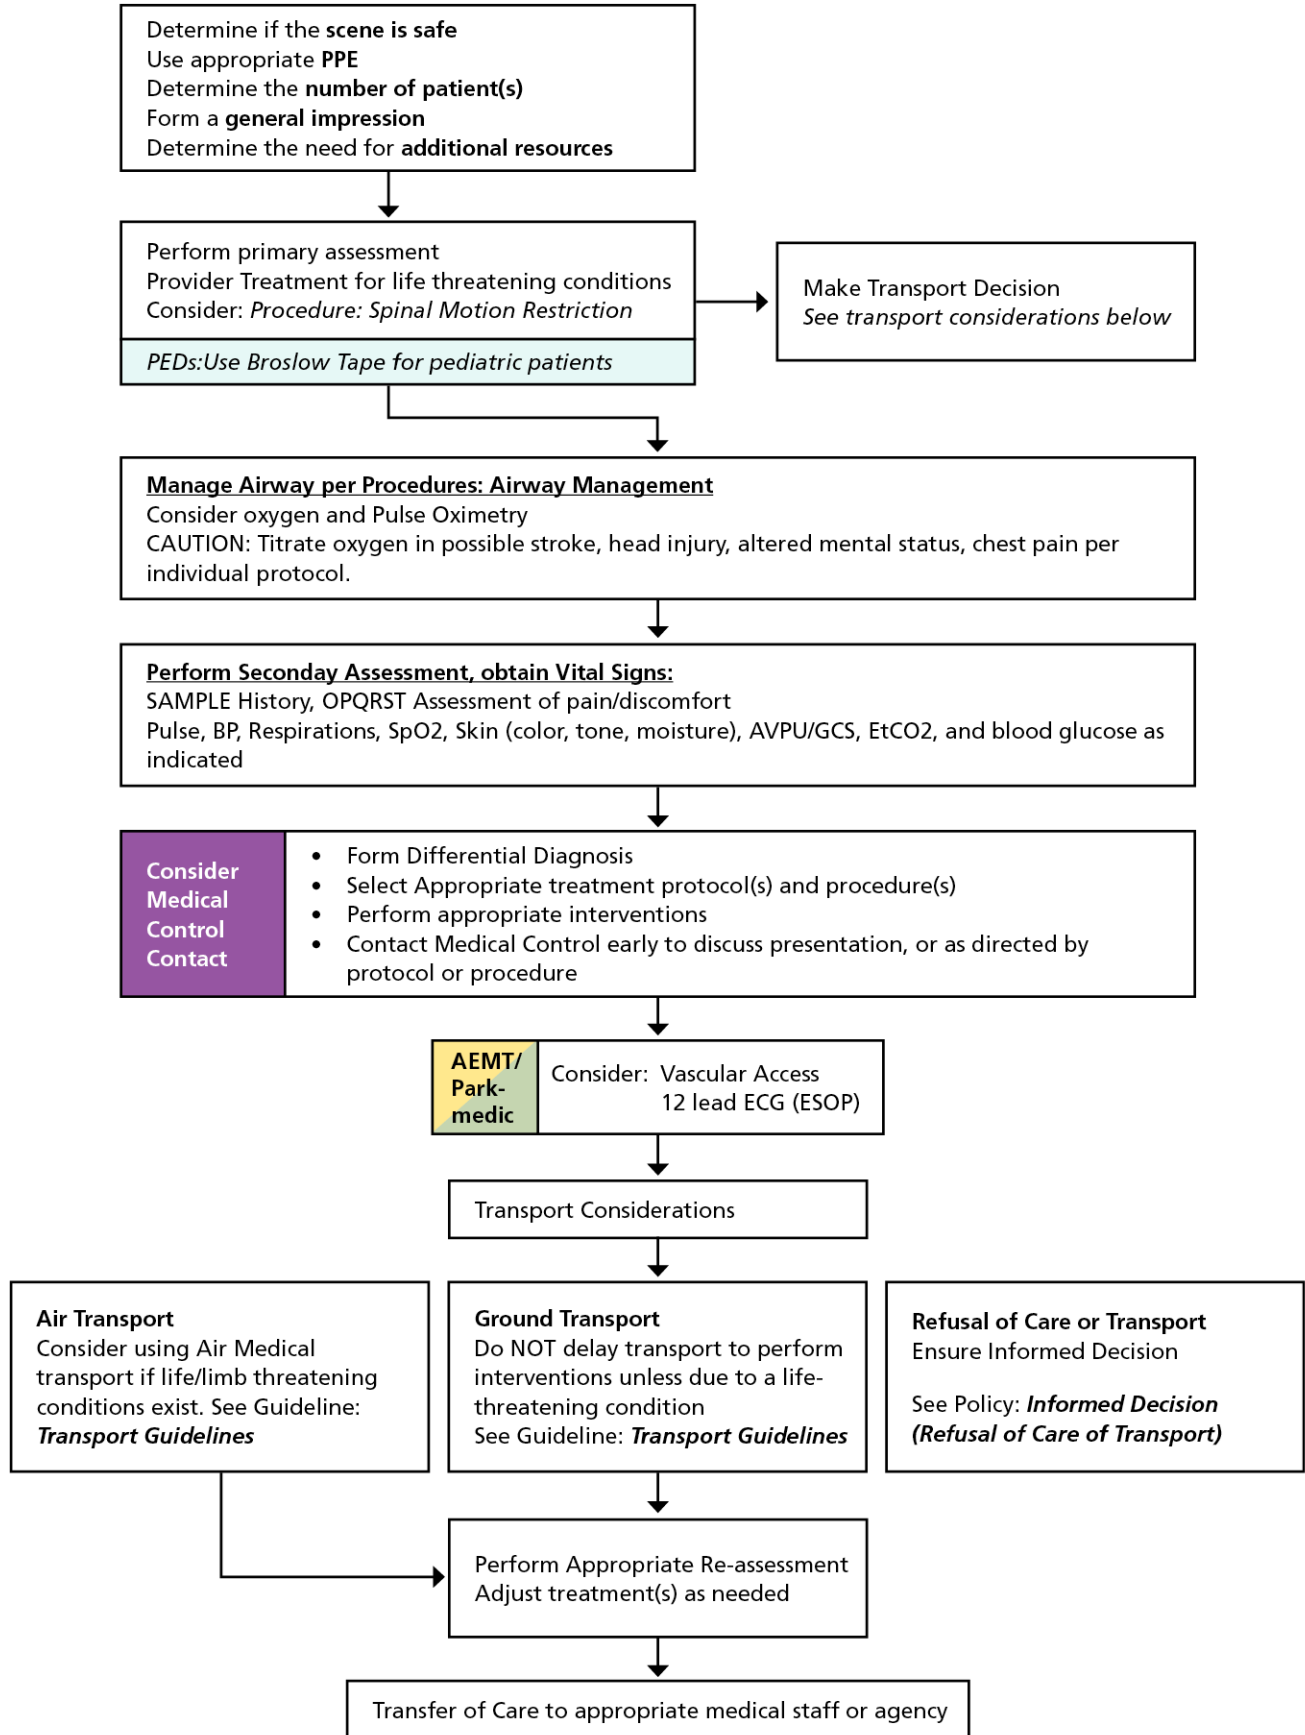 Determine if the scene is safe
Use appropriate PPE
Determine the number of patient(s)
Form a general impression
Determine the need for additional resources
Perform primary assessment
Provider Treatment for life threatening conditions
Consider: Procedure: Spinal Motion Restriction
PEDs:Use Broslow Tape for pediatric patients
Make Transport Decision
See transport considerations below
Manage Airway per Procedures: Airway Management
Consider oxygen and Pulse Oximetry
CAUTION: Titrate oxygen in possible stroke, head injury, altered mental status, chest pain per
individual protocol.
Perform Seconday Assessment, obtain Vital Signs:
SAMPLE History, OPQRST Assessment of pain/discomfort
Pulse, BP, Respirations, SpO2, Skin (color, tone, moisture), AVPU/GCS, EtCO2, and blood glucose as
indicated
Consider
Medical
Control
Contact
• Form Differential Diagnosis
• Select Appropriate treatment protocol(s) and procedure(s)
• Perform appropriate interventions
• Contact Medical Control early to discuss presentation, or as directed by
protocol or procedure
AEMT/
Park-
medic
Consider: Vascular Access
12 lead ECG (ESOP)
Transport Considerations
Air Transport
Consider using Air Medical
transport if life/limb threatening
conditions exist. See Guideline:
Transport Guidelines
Ground Transport
Do NOT delay transport to perform
interventions unless due to a life-
threatening condition
See Guideline: Transport Guidelines
Refusal of Care or Transport
Ensure Informed Decision
See Policy: Informed Decision
(Refusal of Care of Transport)
Perform Appropriate Re-assessment
Adjust treatment(s) as needed
Transfer of Care to appropriate medical staff or agency